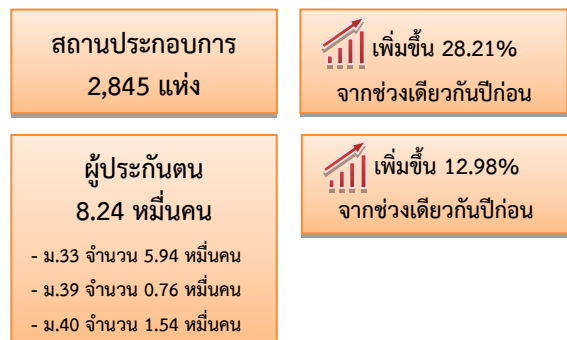 สถานประกอบการ
2,845 แห่ง
เพิ่มขึ้น 28.21%
จากช่วงเดียวกันปีก่อน
ผู้ประกันตน
8.24 หมื่นคน
- ม.33 จำนวน 5.94 หมื่นคน
- ม.39 จำนวน 0.76 หมื่นคน
- ม.40 จำนวน 1.54 หมื่นคน
เพิ่มขึ้น 12.98%
จากช่วงเดียวกันปีก่อน